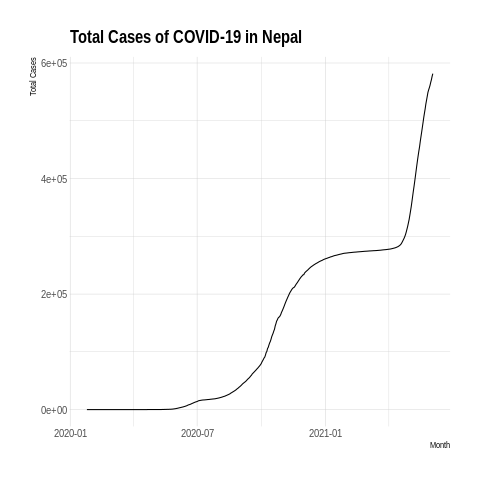 Total Cases of COVID-19 in Nepal
Total Cases
6e+05
4e+05
2e+05
0e+00
2020-01 2020-07 2021-01
Month